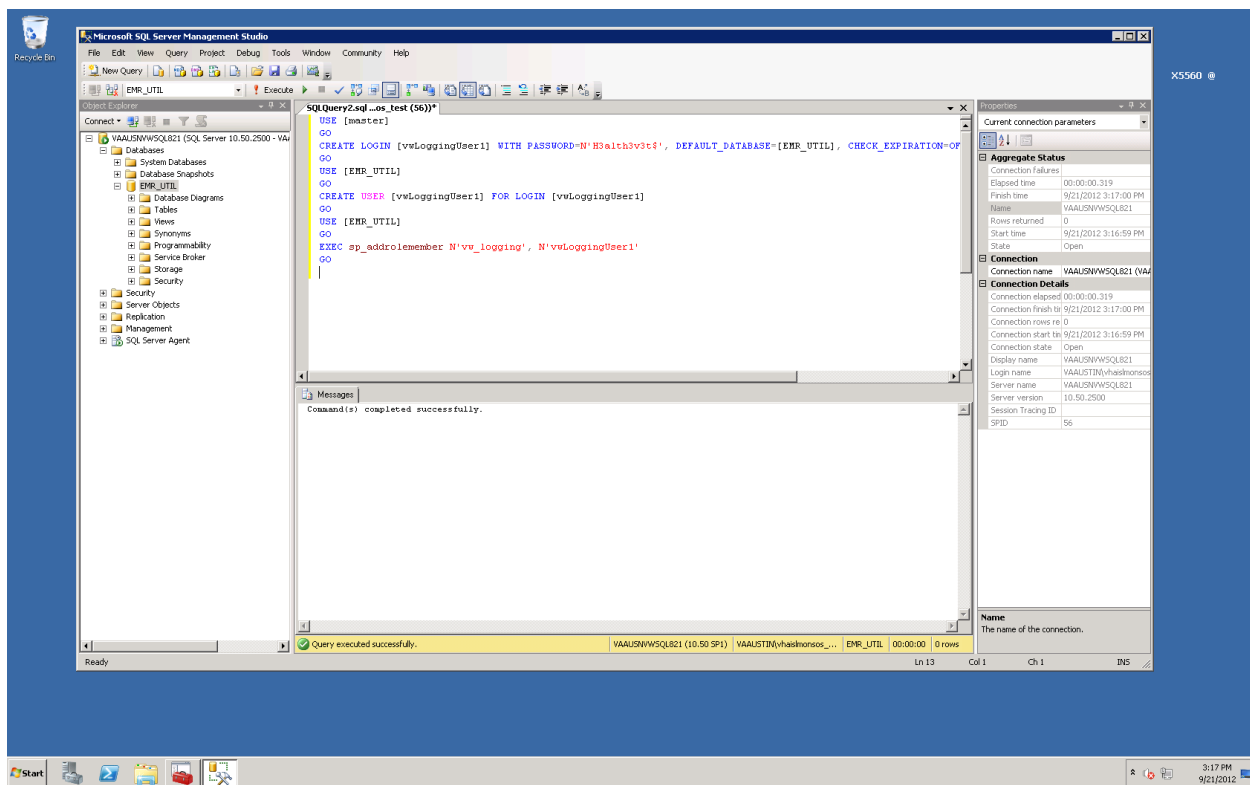 Recycle Bin
Microsoft SQL Server Management Studio
File Edit View Query Project Debug Tools Window Community Help
New Query
EMR_UTIL Execute
X5560 @
Object Explorer
Connect
VAAUSNVWSQL821 (SQL Server 10.50.2500 - VAA
Databases
System Databases
Database Snapshots
EMR_UTIL
Database Diagrams
Tables
Views
Synonyms
Programmability
Service Broker
Storage
Security
Security
Server Objects
Replication
Management
SQL Server Agent
SQLQuery2.sql ...os_test (56))*
USE [master]
GO
CREATE LOGIN [vwLoggingUser1] WITH PASSWORD=N'H3alth3v3t$', DEFAULT_DATABASE=[EMR_UTIL], CHECK_EXPIRATION=OF
GO
USE [EMR_UTIL]
GO
CREATE USER [vwLoggingUser1] FOR LOGIN [vwLoggingUser1]
GO
USE [EMR_UTIL]
GO
EXEC sp_addrolemember N'vw_logging', N'vwLoggingUser1'
GO
Messages
Command(s) completed successfully.
Query executed successfully. VAAUSNVWSQL821 (10.50 SP1) VAAUSTIN\vhaislmonsos_... EMR_UTIL 00:00:00 0 rows
Properties
Current connection parameters
Aggregate Status
Connection failures
Elapsed time 00:00:00.319
Finish time 9/21/2012 3:17:00 PM
Name VAAUSNVWSQL821
Rows returned 0
Start time 9/21/2012 3:16:59 PM
State Open
Connection
Connection name VAAUSNVWSQL821 (VAA
Connection Details
Connection elapsed 00:00:00.319
Connection finish tir 9/21/2012 3:17:00 PM
Connection rows re 0
Connection start tin 9/21/2012 3:16:59 PM
Connection state Open
Display name VAAUSNVWSQL821
Login name VAAUSTIN\vhaislmonsos
Server name VAAUSNVWSQL821
Server version 10.50.2500
Session Tracing ID
SPID 56
Name
The name of the connection.
Ready Ln 13 Col 1 Ch 1 INS
Start
3:17 PM
9/21/2012